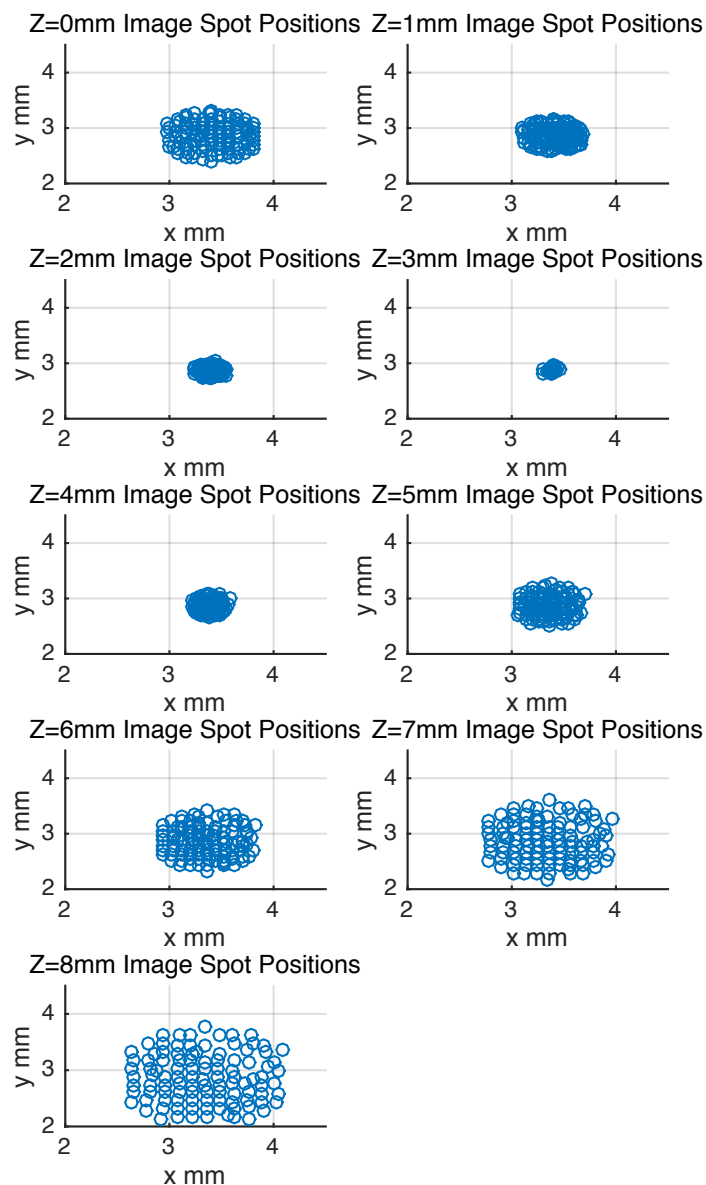 Z=0mm Image Spot Positions
4
3
2
y mm
2
3
4
x mm
Z=1mm Image Spot Positions
4
3
2
y mm
2
3
4
x mm
Z=2mm Image Spot Positions
4
3
2
y mm
2
3
4
x mm
Z=3mm Image Spot Positions
4
3
2
y mm
2
3
4
x mm
Z=4mm Image Spot Positions
4
3
2
y mm
2
3
4
x mm
Z=5mm Image Spot Positions
4
3
2
y mm
2
3
4
x mm
Z=6mm Image Spot Positions
4
3
2
y mm
2
3
4
x mm
Z=7mm Image Spot Positions
4
3
2
y mm
2
3
4
x mm
Z=8mm Image Spot Positions
4
3
2
y mm
2
3
4
x mm